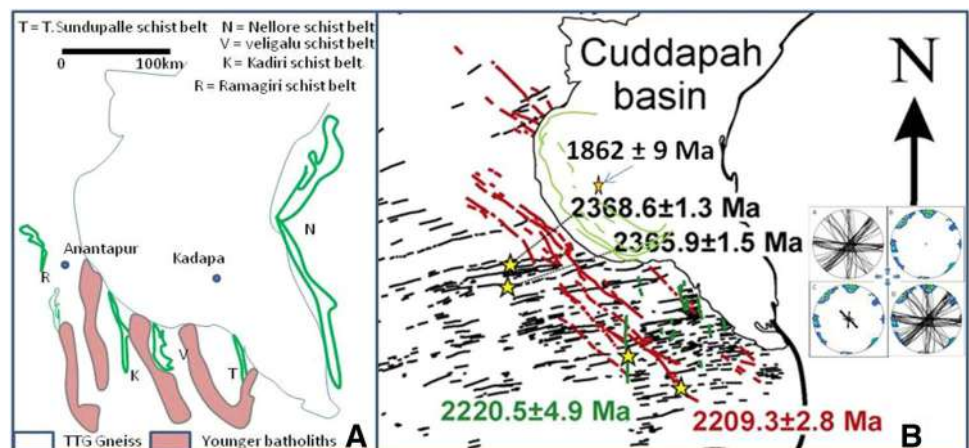 T = T.Sundupalle schist belt
N = Nellore schist belt
V = veligalu schist belt
K = Kadiri schist belt
R = Ramagiri schist belt
0 100km
N
Anantapur
Kadapa
R
V
K
T
TTG Gneiss
Younger batholiths
A
Cuddapah
basin
N
1862 ± 9 Ma
2368.6±1.3 Ma
2365.9±1.5 Ma
2220.5±4.9 Ma
2209.3±2.8 Ma
B